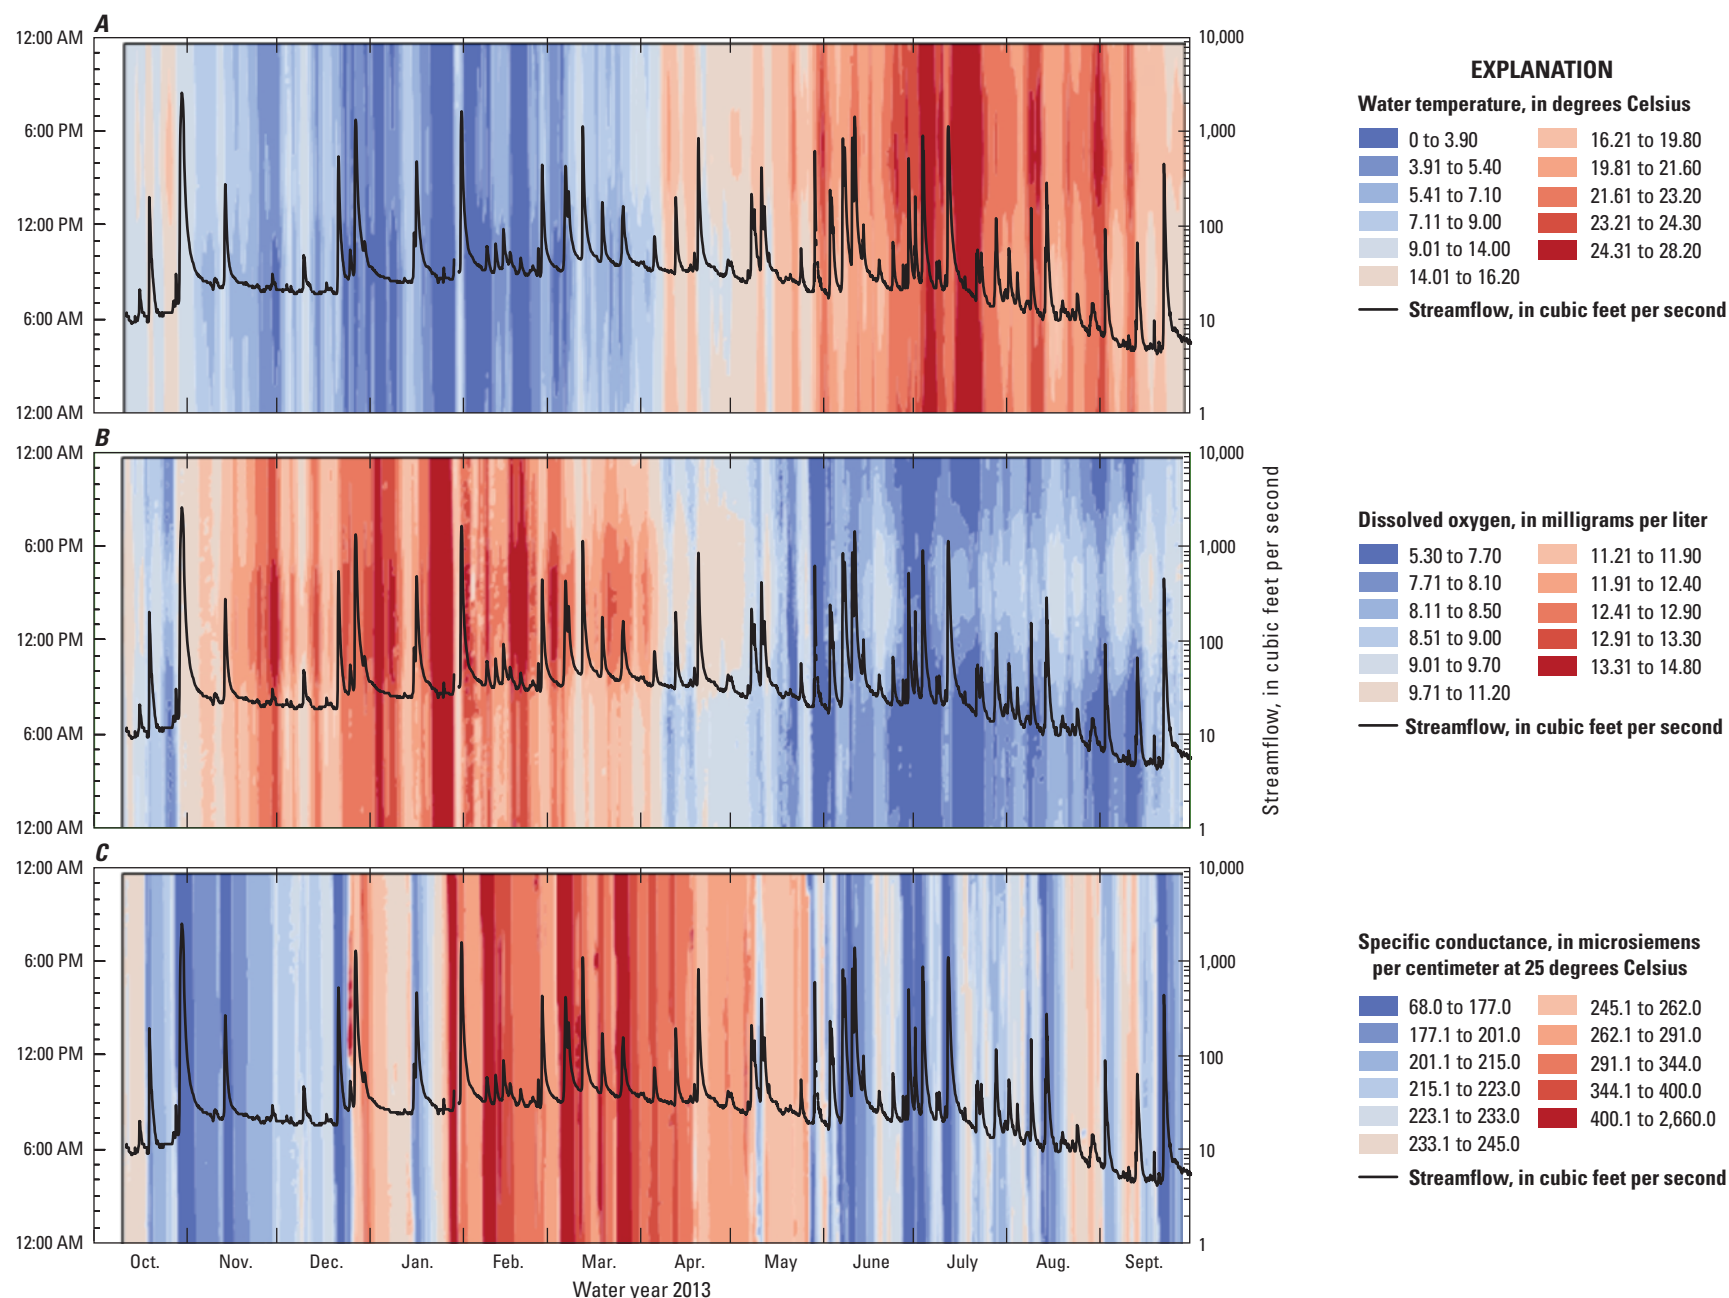 A
12:00 AM
6:00 PM
12:00 PM
6:00 AM
12:00 AM
10,000
1,000
100
10
1
B
12:00 AM
6:00 PM
12:00 PM
6:00 AM
12:00 AM
10,000
1,000
100
10
1
Streamflow, in cubic feet per second
C
12:00 AM
6:00 PM
12:00 PM
6:00 AM
12:00 AM
10,000
1,000
100
10
1
Oct. Nov. Dec. Jan. Feb. Mar. Apr. May June July Aug. Sept.
Water year 2013
EXPLANATION
Water temperature, in degrees Celsius
0 to 3.90
3.91 to 5.40
5.41 to 7.10
7.11 to 9.00
9.01 to 14.00
14.01 to 16.20
16.21 to 19.80
19.81 to 21.60
21.61 to 23.20
23.21 to 24.30
24.31 to 28.20
Streamflow, in cubic feet per second
Dissolved oxygen, in milligrams per liter
5.30 to 7.70
7.71 to 8.10
8.11 to 8.50
8.51 to 9.00
9.01 to 9.70
9.71 to 11.20
11.21 to 11.90
11.91 to 12.40
12.41 to 12.90
12.91 to 13.30
13.31 to 14.80
Streamflow, in cubic feet per second
Specific conductance, in microsiemens
per centimeter at 25 degrees Celsius
68.0 to 177.0
177.1 to 201.0
201.1 to 215.0
215.1 to 223.0
223.1 to 233.0
233.1 to 245.0
245.1 to 262.0
262.1 to 291.0
291.1 to 344.0
344.1 to 400.0
400.1 to 2,660.0
Streamflow, in cubic feet per second